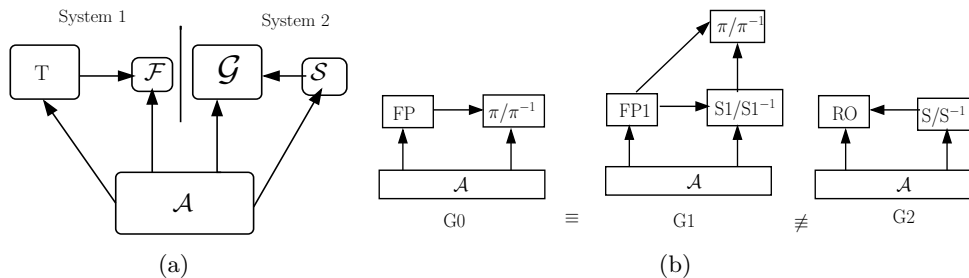 System 1 System 2
T ℱ 𝒢 𝒮
𝒜
(a)
π/π⁻¹
FP π/π⁻¹ FP1 S1/S1⁻¹ RO S/S⁻¹
𝒜 𝒜 𝒜
G0 ≡ G1 ≢ G2
(b)